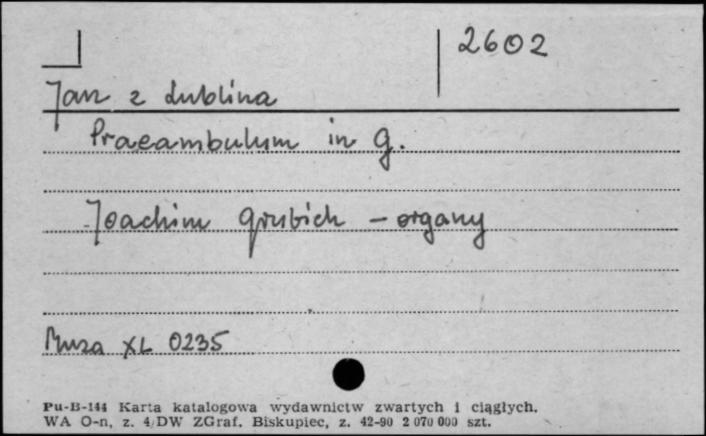 2602
Jan z Lublina
Praeambulum in g.
Joachim Grubich - organy
Muza XL 0235
Pu-B-144 Karta katalogowa wydawnictw zwartych i ciągłych.
WA O-n, z. 4/DW ZGraf. Biskupiec, z. 42-90 2 070 000 szt.